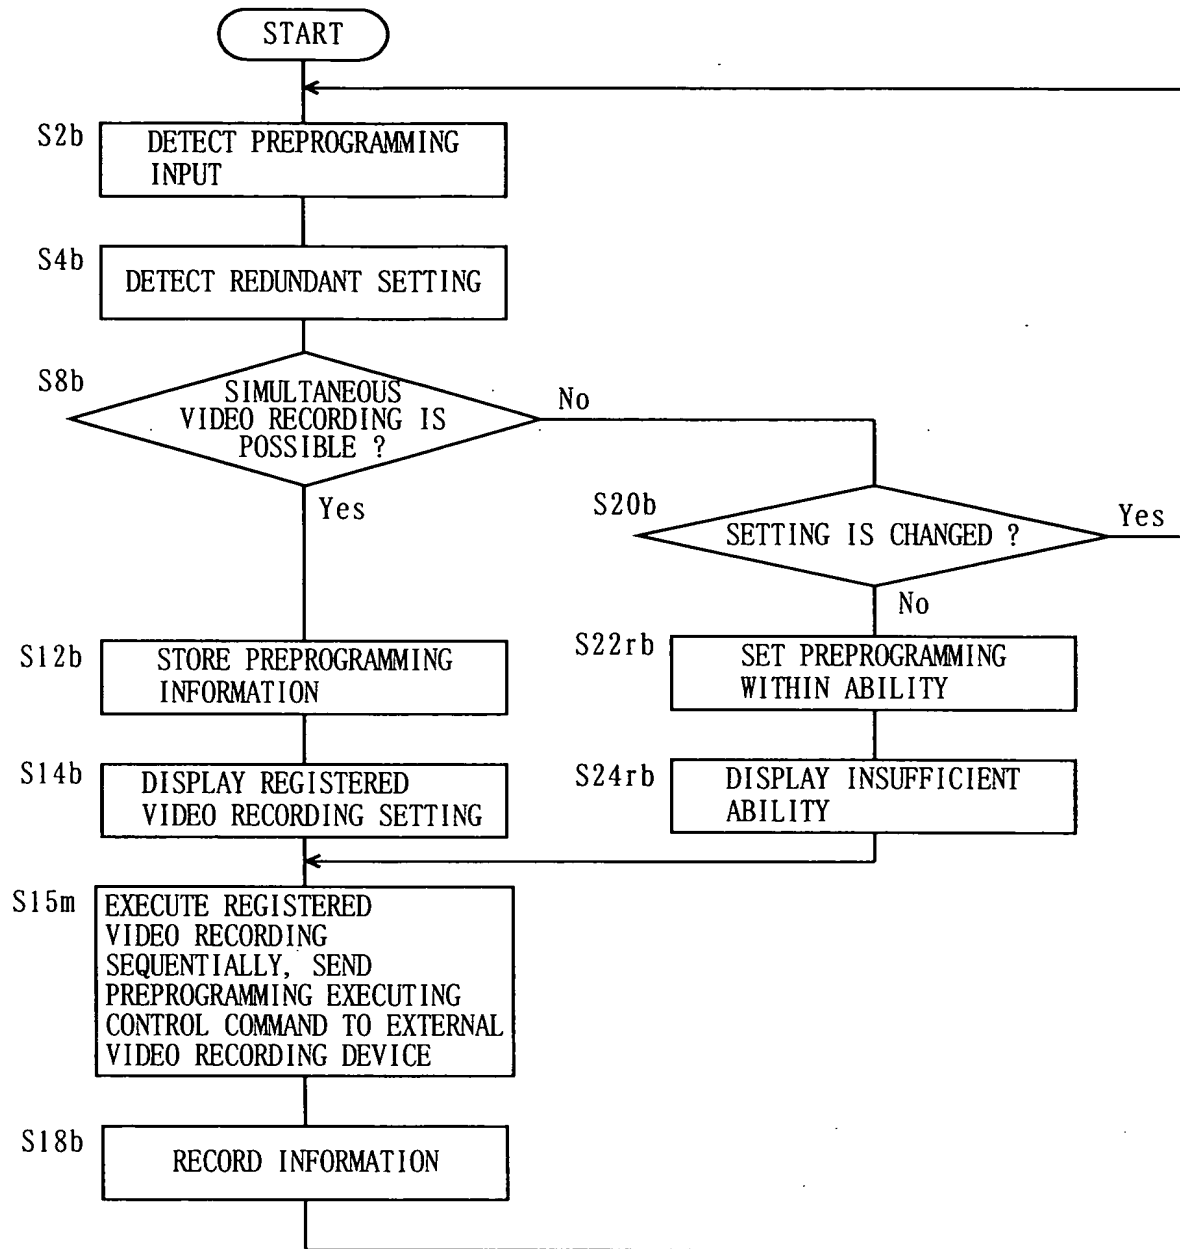 START
S2b
DETECT PREPROGRAMMING
INPUT
S4b
DETECT REDUNDANT SETTING
S8b
SIMULTANEOUS
VIDEO RECORDING IS
POSSIBLE ?
No
Yes
S20b
SETTING IS CHANGED ?
Yes
No
S12b
STORE PREPROGRAMMING
INFORMATION
S22rb
SET PREPROGRAMMING
WITHIN ABILITY
S14b
DISPLAY REGISTERED
VIDEO RECORDING SETTING
S24rb
DISPLAY INSUFFICIENT
ABILITY
S15m
EXECUTE REGISTERED
VIDEO RECORDING
SEQUENTIALLY, SEND
PREPROGRAMMING EXECUTING
CONTROL COMMAND TO EXTERNAL
VIDEO RECORDING DEVICE
S18b
RECORD INFORMATION